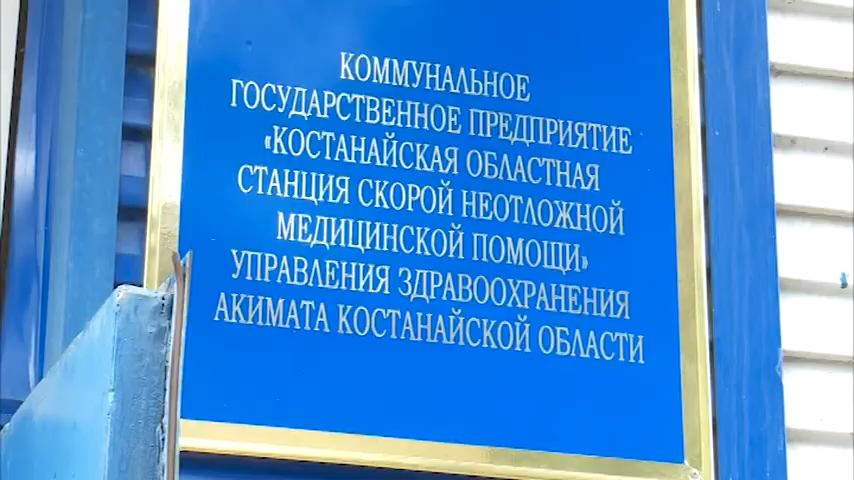 КОММУНАЛЬНОЕ
ГОСУДАРСТВЕННОЕ ПРЕДПРИЯТИЕ
«КОСТАНАЙСКАЯ ОБЛАСТНАЯ
СТАНЦИЯ СКОРОЙ НЕОТЛОЖНОЙ
МЕДИЦИНСКОЙ ПОМОЩИ»
УПРАВЛЕНИЯ ЗДРАВООХРАНЕНИЯ
АКИМАТА КОСТАНАЙСКОЙ ОБЛАСТИ